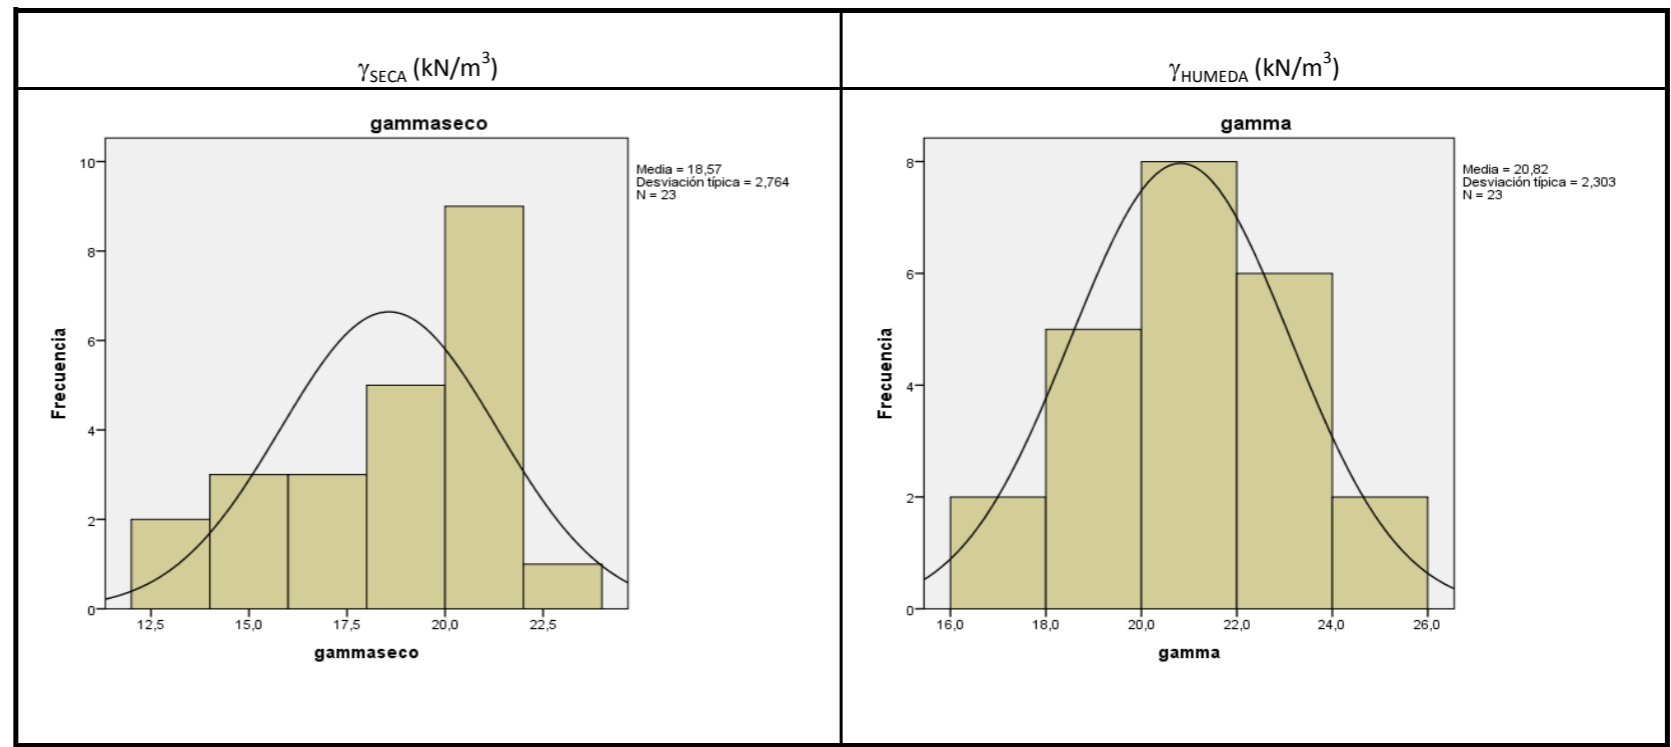 γSECA (kN/m³)
γHUMEDA (kN/m³)
gammaseco
10
8
6
4
2
0
Frecuencia
12,5 15,0 17,5 20,0 22,5
gammaseco
Media = 18,57
Desviación típica = 2,764
N = 23
gamma
8
6
4
2
0
Frecuencia
16,0 18,0 20,0 22,0 24,0 26,0
gamma
Media = 20,82
Desviación típica = 2,303
N = 23